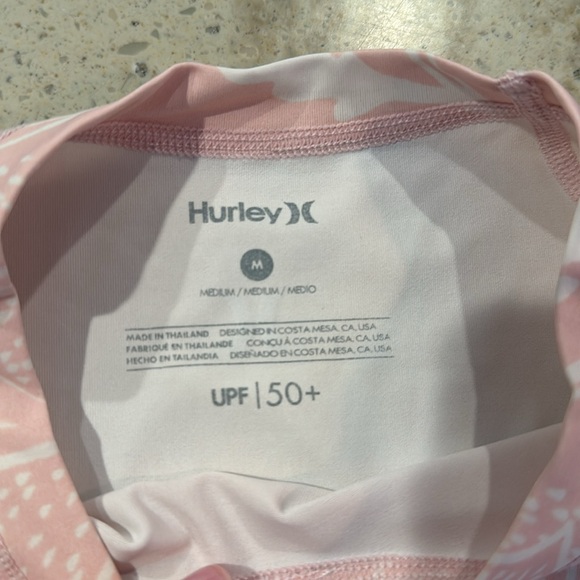 Hurley
M
MEDIUM / MEDIUM / MEDIO
MADE IN THAILAND DESIGNED IN COSTA MESA, CA, USA
FABRIQUÉ EN THAILANDE CONÇU À COSTA MESA, CA, USA
HECHO EN TAILANDIA DISEÑADO EN COSTA MESA, CA, USA
UPF | 50+